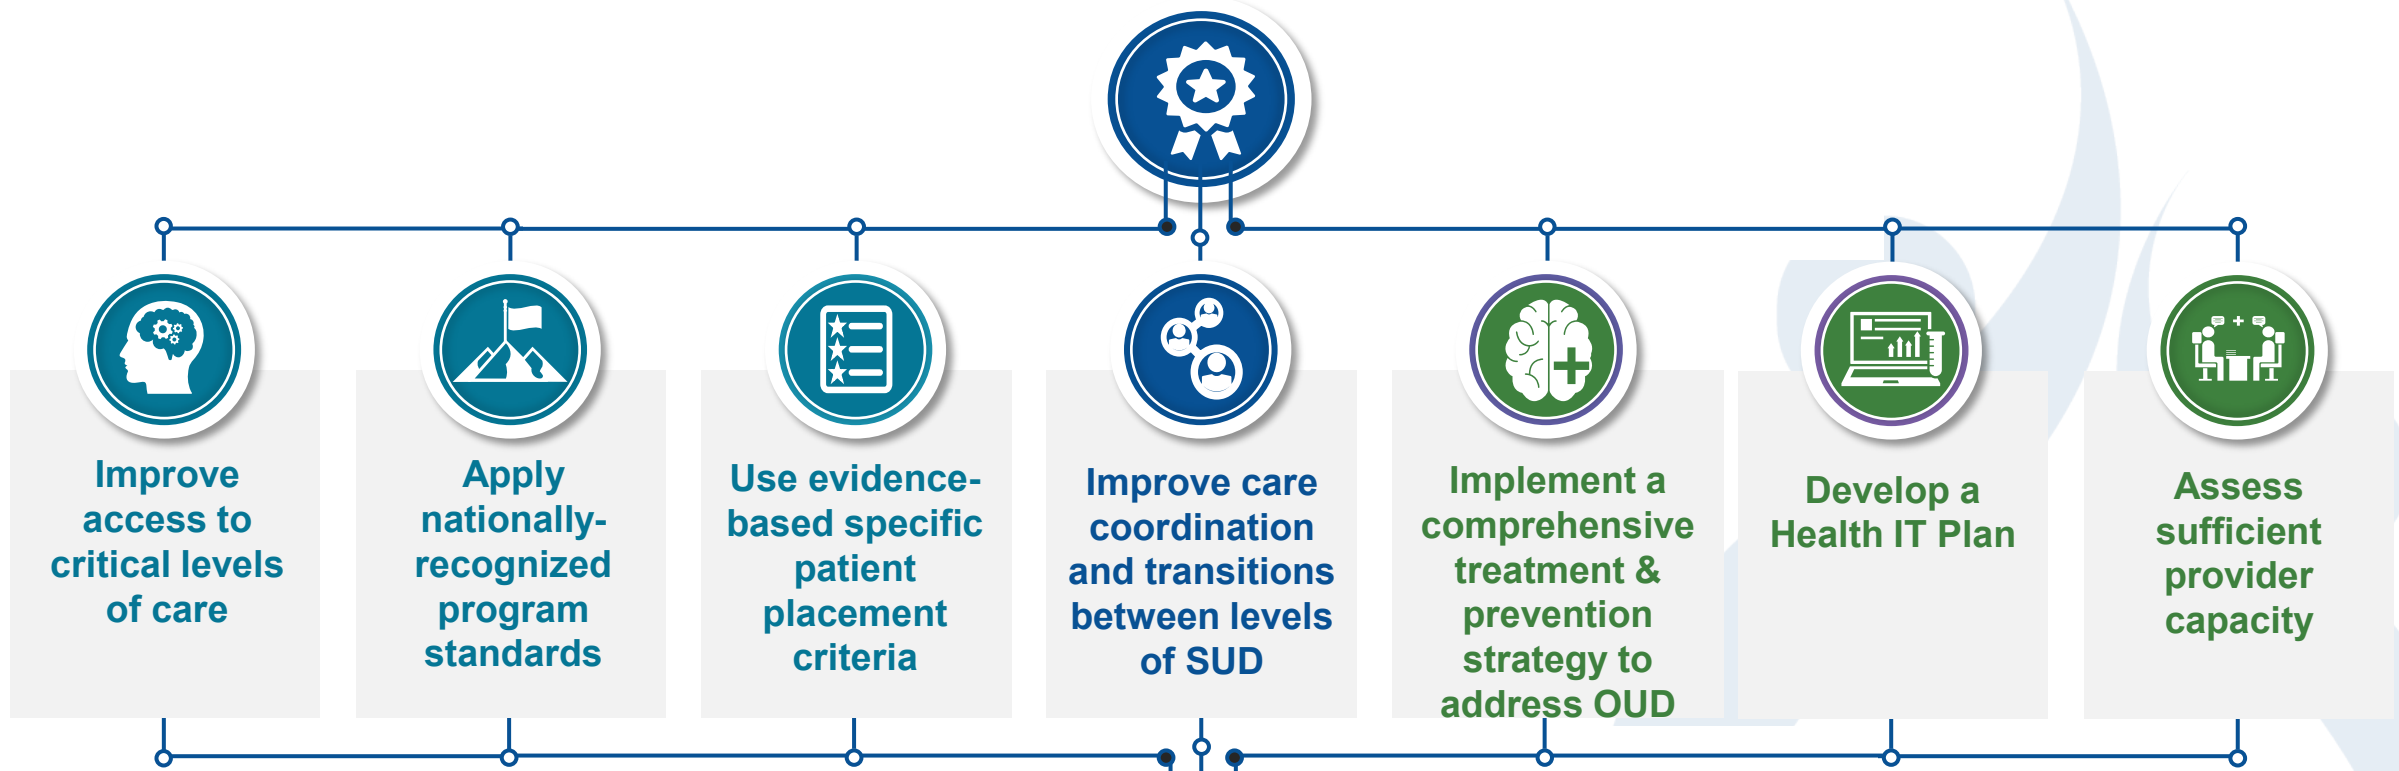 Improve
access to
critical levels
of care
Apply
nationally-
recognized
program
standards
Use evidence-
based specific
patient
placement
criteria
Improve care
coordination
and transitions
between levels
of SUD
Implement a
comprehensive
treatment &
prevention
strategy to
address OUD
Develop a
Health IT Plan
Assess
sufficient
provider
capacity